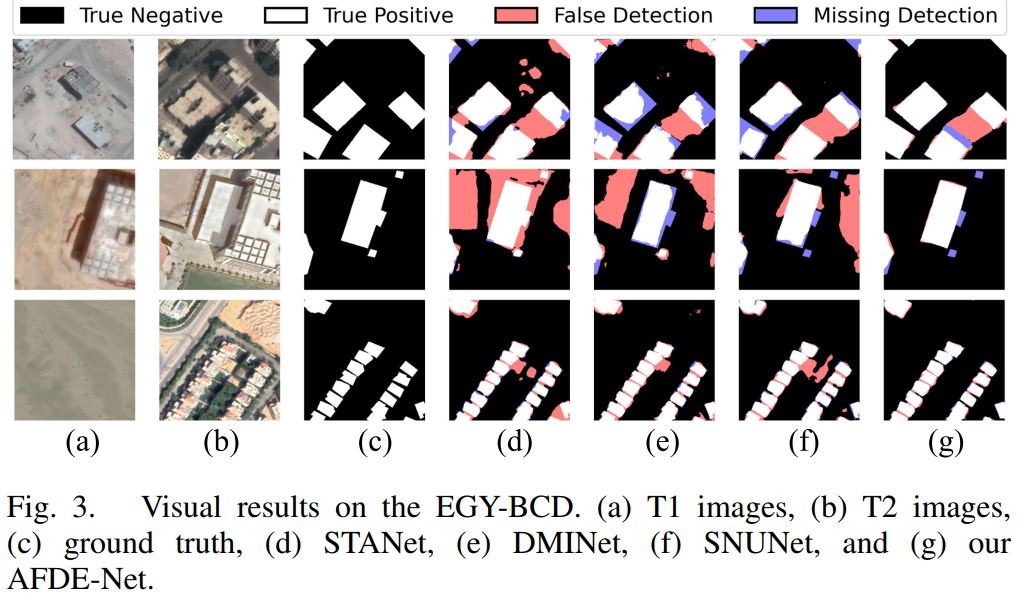 True Negative True Positive False Detection Missing Detection
(a) (b) (c) (d) (e) (f) (g)
Fig. 3. Visual results on the EGY-BCD. (a) T1 images, (b) T2 images,
(c) ground truth, (d) STANet, (e) DMINet, (f) SNUNet, and (g) our
AFDE-Net.